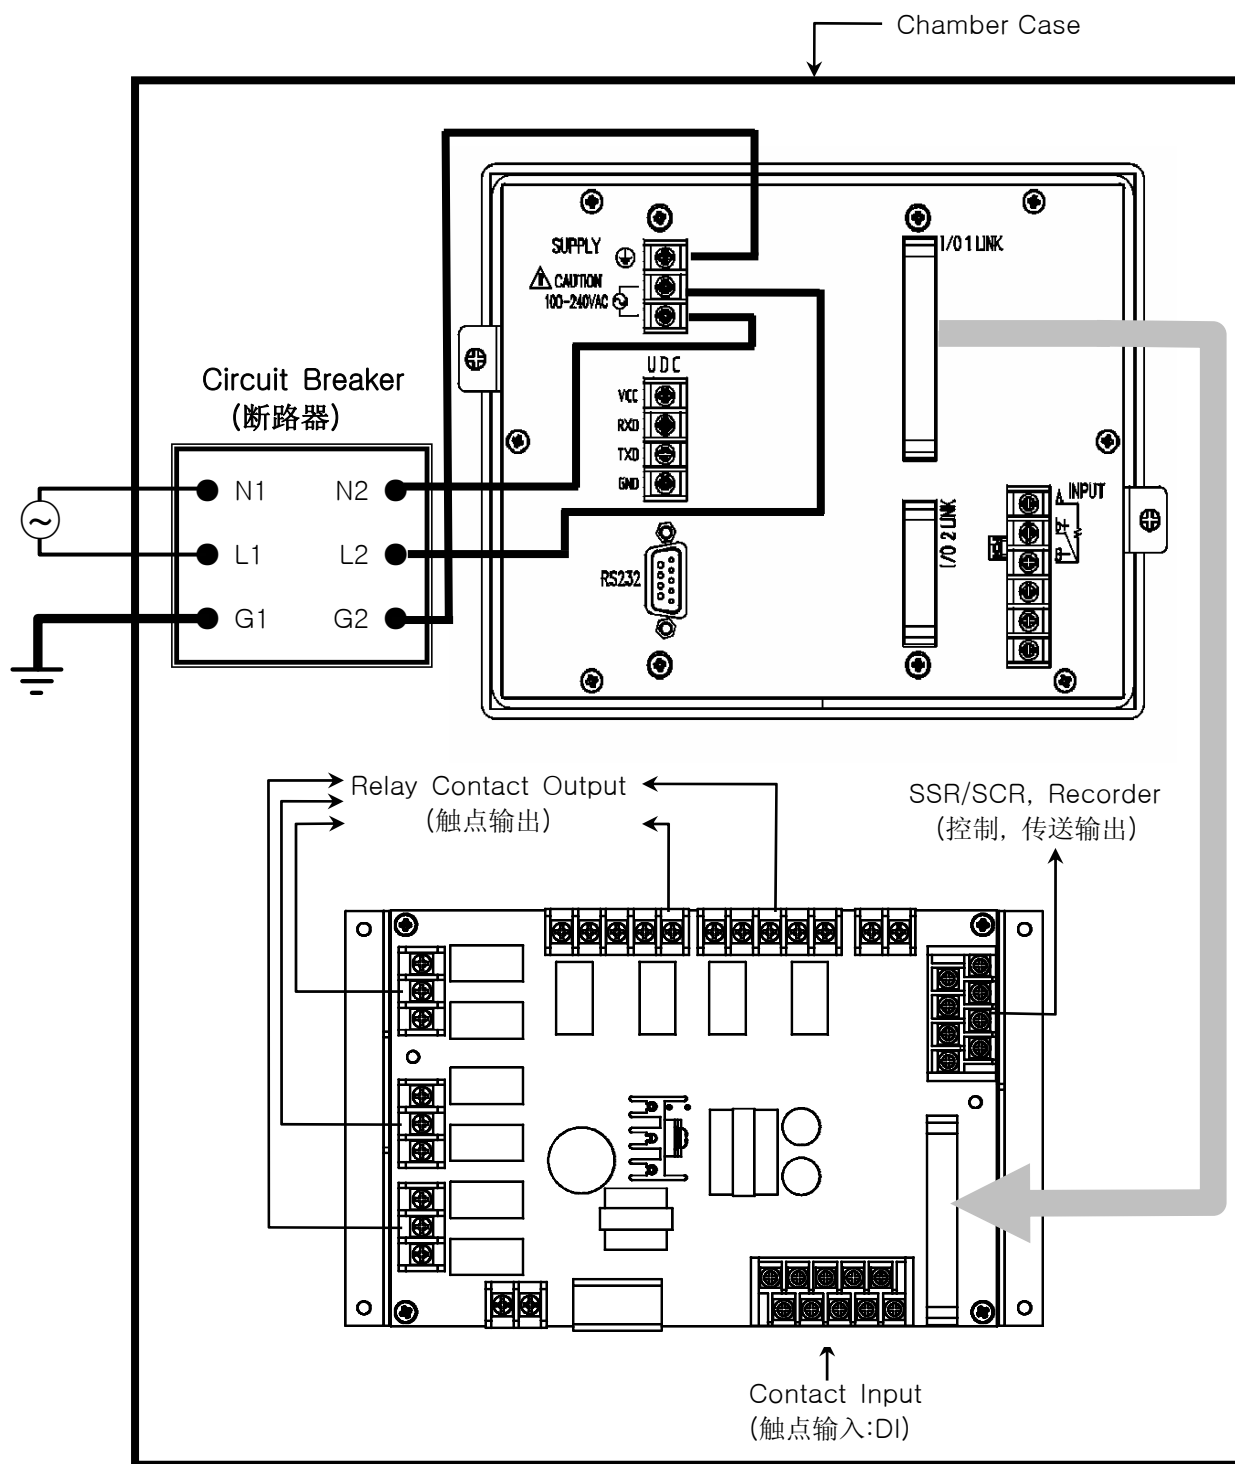 Chamber Case
SUPPLY
CAUTION
100-240VAC
I/O 1 LINK
UDC
VCC
RXD
TXD
GND
RS232
I/O 2 LINK
INPUT
A
Circuit Breaker
(断路器)
N1 N2
L1 L2
G1 G2
Relay Contact Output
(触点输出)
SSR/SCR, Recorder
(控制, 传送输出)
Contact Input
(触点输入:DI)